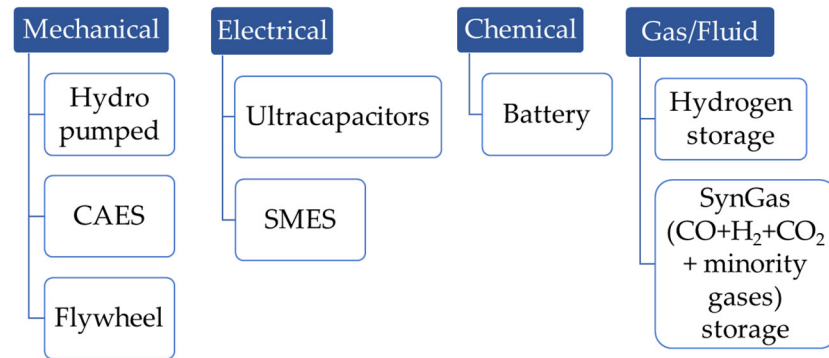 Mechanical
Hydro
pumped
CAES
Flywheel
Electrical
Ultracapacitors
SMES
Chemical
Battery
Gas/Fluid
Hydrogen
storage
SynGas
(CO+H₂+CO₂
+ minority
gases)
storage